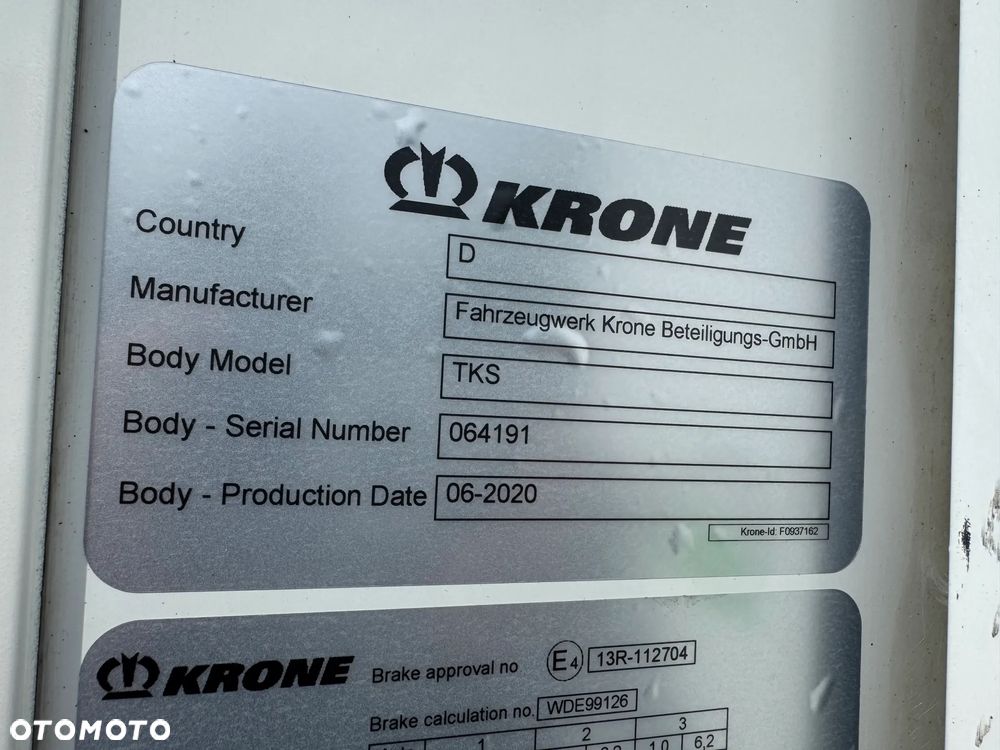 KRONE
Country D
Manufacturer Fahrzeugwerk Krone Beteiligungs-GmbH
Body Model TKS
Body - Serial Number 064191
Body - Production Date 06-2020
Krone-Id: F0937162
KRONE
Brake approval no E4 13R-112704
Brake calculation no. WDE99126
1 2 3
1,0 6,2
OTOMOTO